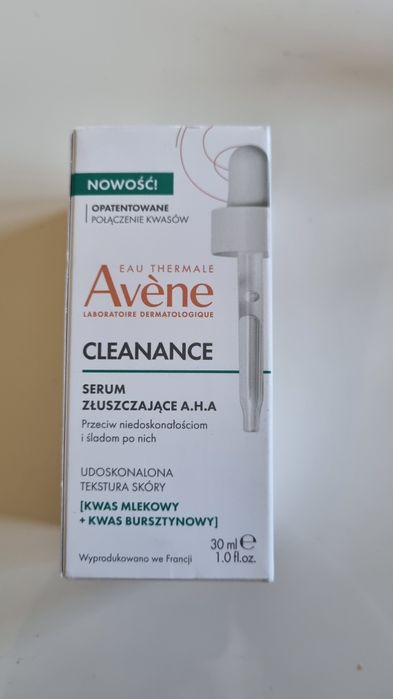 NOWOŚĆ!
OPATENTOWANE
POŁĄCZENIE KWASÓW
EAU THERMALE
Avène
LABORATOIRE DERMATOLOGIQUE
CLEANANCE
SERUM
ZŁUSZCZAJĄCE A.H.A
Przeciw niedoskonałościom
i śladom po nich
UDOSKONALONA
TEKSTURA SKÓRY
[KWAS MLEKOWY
+ KWAS BURSZTYNOWY]
30 ml ℮
Wyprodukowano we Francji 1.0 fl.oz.